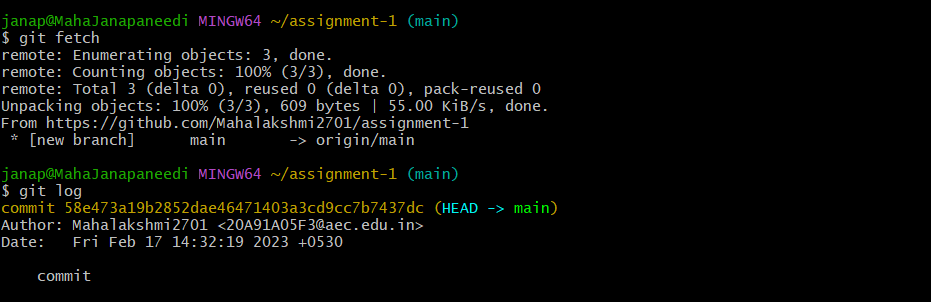 janap@MahaJanapaneedi MINGW64 ~/assignment-1 (main)
$ git fetch
remote: Enumerating objects: 3, done.
remote: Counting objects: 100% (3/3), done.
remote: Total 3 (delta 0), reused 0 (delta 0), pack-reused 0
Unpacking objects: 100% (3/3), 609 bytes | 55.00 KiB/s, done.
From https://github.com/Mahalakshmi2701/assignment-1
 * [new branch]      main       -> origin/main
janap@MahaJanapaneedi MINGW64 ~/assignment-1 (main)
$ git log
commit 58e473a19b2852dae46471403a3cd9cc7b7437dc (HEAD -> main)
Author: Mahalakshmi2701 <20A91A05F3@aec.edu.in>
Date:   Fri Feb 17 14:32:19 2023 +0530
    commit